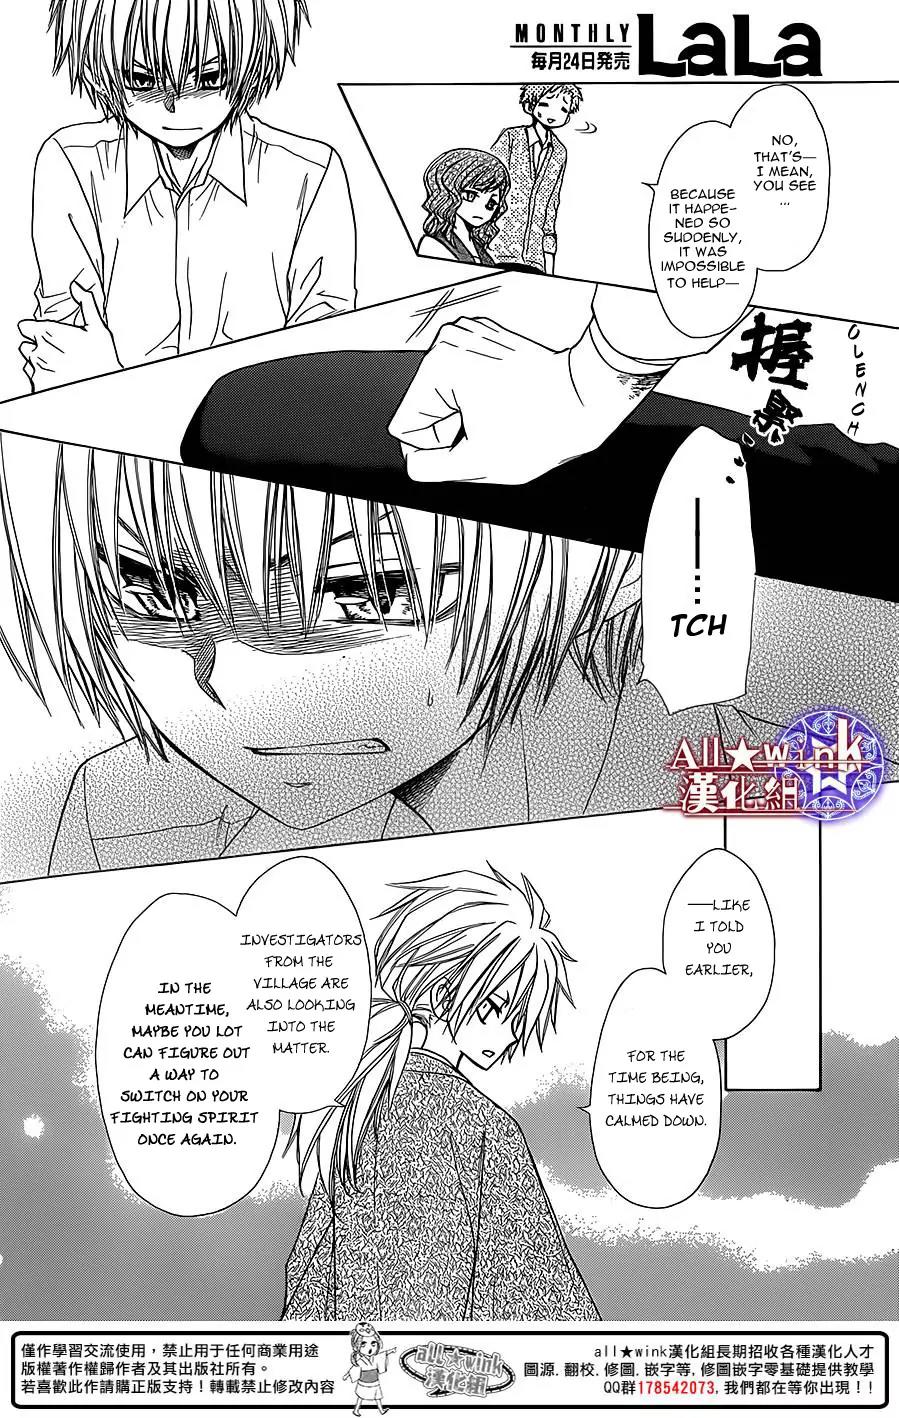 MONTHLY
毎月24日発売
LaLa
NO,
THAT'S—
I MEAN,
YOU SEE
...
BECAUSE
IT HAPPE-
NED SO
SUDDENLY,
IT WAS
IMPOSSIBLE
TO HELP—
握緊
CLENCH
——...
TCH
All★wink
漢化組
—LIKE
I TOLD
YOU
EARLIER,
FOR THE
TIME BEING,
THINGS HAVE
CALMED DOWN.
INVESTIGATORS
FROM THE
VILLAGE ARE
ALSO LOOKING
INTO THE
MATTER.
IN THE
MEANTIME,
MAYBE YOU LOT
CAN FIGURE OUT
A WAY TO
SWITCH ON YOUR
FIGHTING SPIRIT
ONCE AGAIN.
僅作學習交流使用，禁止用于任何商業用途
版權著作權歸作者及其出版社所有。
若喜歡此作請購正版支持！轉載禁止修改內容
all★wink
漢化組
all★wink漢化組長期招收各種漢化人才
圖源.翻校.修圖.嵌字等,修圖嵌字零基礎提供教學
QQ群178542073,我們都在等你出現!!